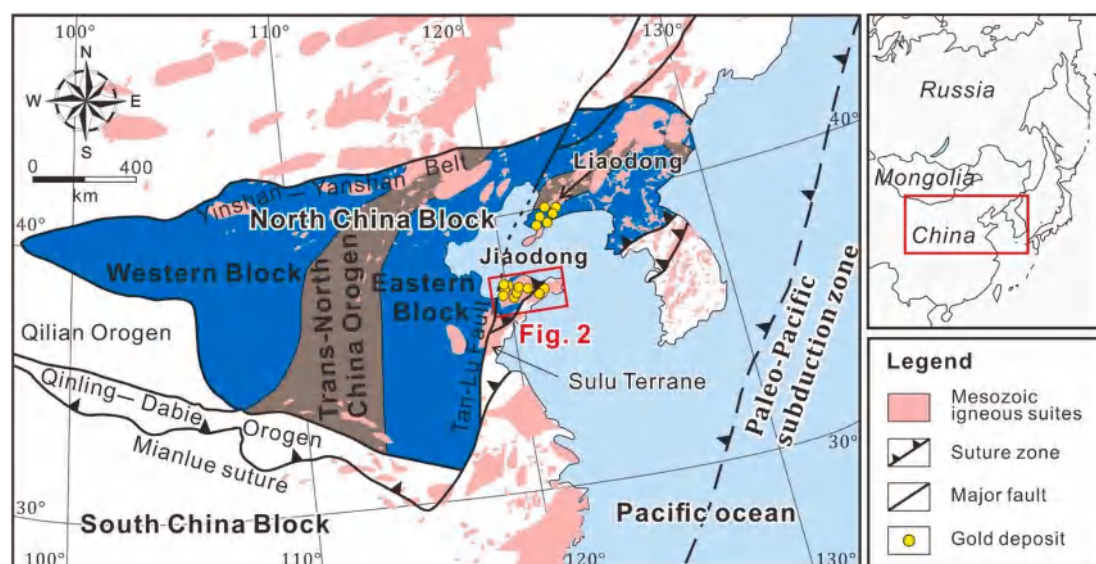 100°
110°
120°
130°
N
W
E
S
0
400
km
40°
Yinshan—Yanshan Belt
Liaodong
North China Block
40°
Jiaodong
Western Block
Eastern
Block
Trans-North
China Orogen
Qilian Orogen
Fig. 2
Tan-Lu Fault
Sulu Terrane
Qinling—Dabie Orogen
Mianlue suture
Paleo-Pacific
subduction zone
30°
30°
South China Block
Pacific ocean
100°
110°
120°
130°
Russia
Mongolia
China
Legend
Mesozoic
igneous suites
Suture zone
Major fault
Gold deposit